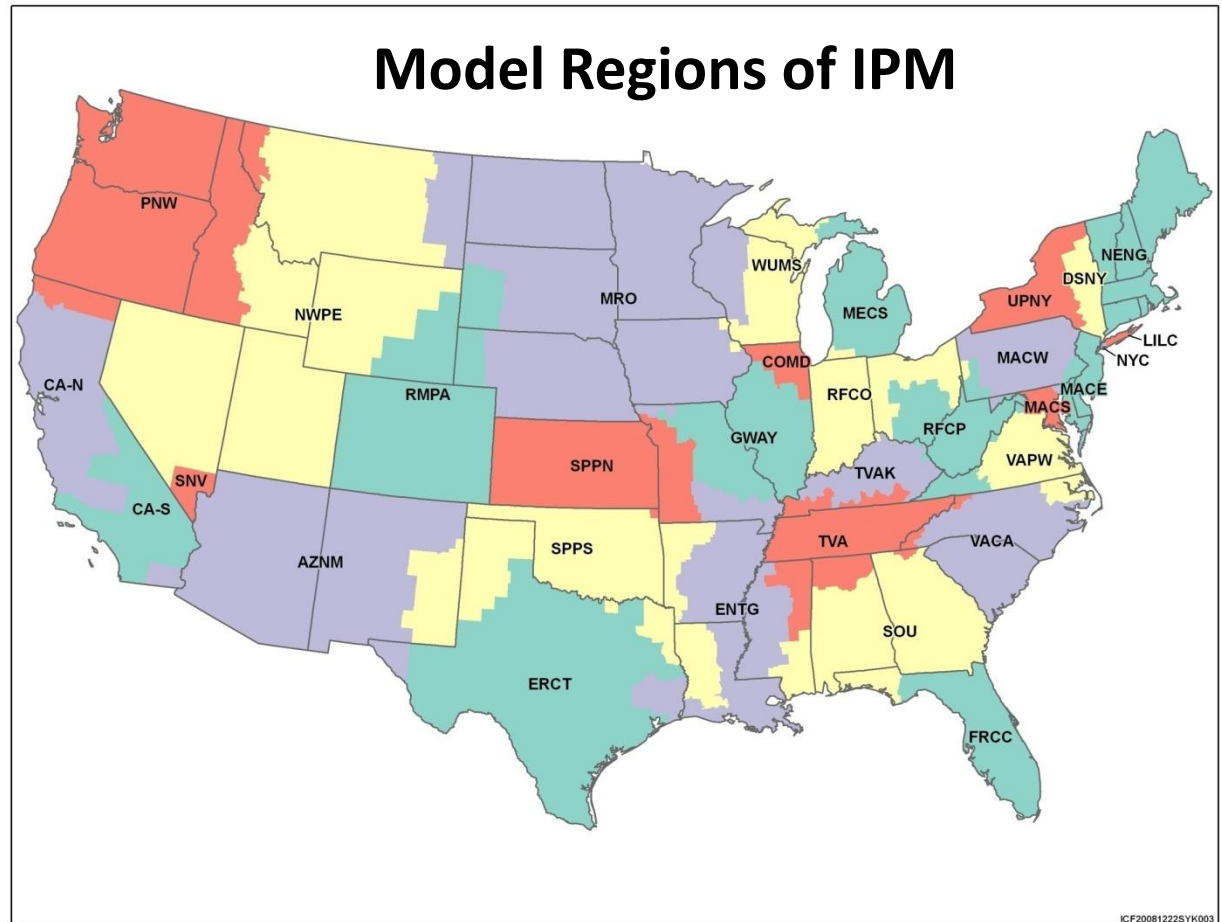 Model Regions of IPM
PNW
NWPE
MRO
WUMS
MECS
NENG
DSNY
UPNY
LILC
NYC
COMD
MACW
MACE
MACS
CA-N
RMPA
RFCO
RFCP
GWAY
VAPW
SPPN
TVAK
SNV
CA-S
SPPS
TVA
VACA
AZNM
ENTG
SOU
ERCT
FRCC
ICF20081222SYK003